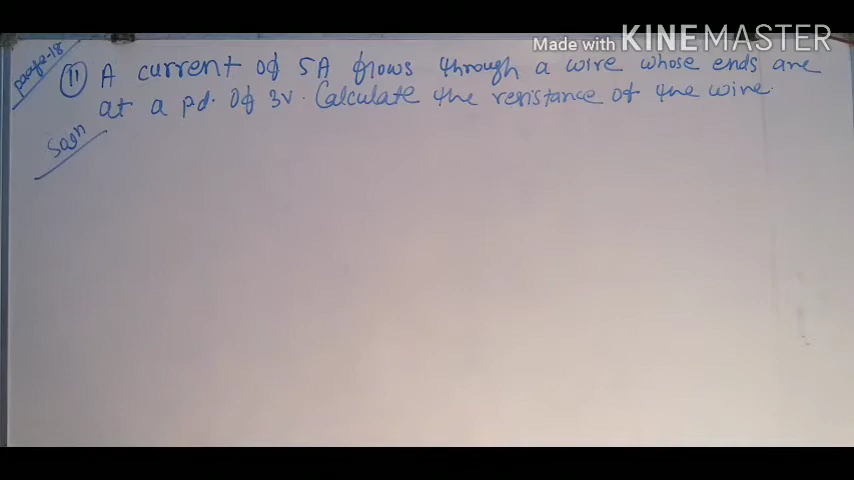 Made with KINEMASTER
page-18
(11) A current of 5A flows through a wire whose ends are
at a pd. of 3V. Calculate the resistance of the wire.
Soln